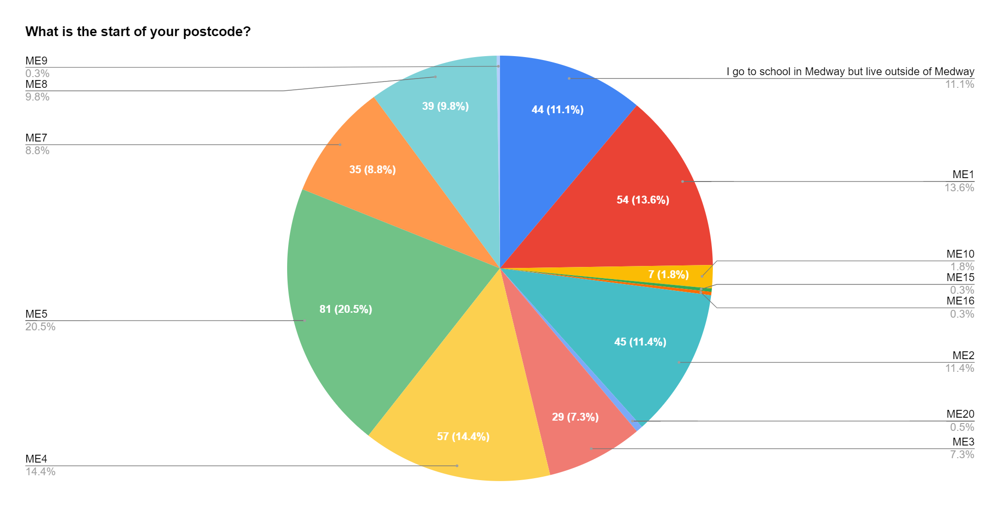 What is the start of your postcode?
ME9
0.3%
ME8
9.8%
ME7
8.8%
ME5
20.5%
ME4
14.4%
39 (9.8%)
44 (11.1%)
35 (8.8%)
54 (13.6%)
7 (1.8%)
81 (20.5%)
45 (11.4%)
29 (7.3%)
57 (14.4%)
I go to school in Medway but live outside of Medway
11.1%
ME1
13.6%
ME10
1.8%
ME15
0.3%
ME16
0.3%
ME2
11.4%
ME20
0.5%
ME3
7.3%